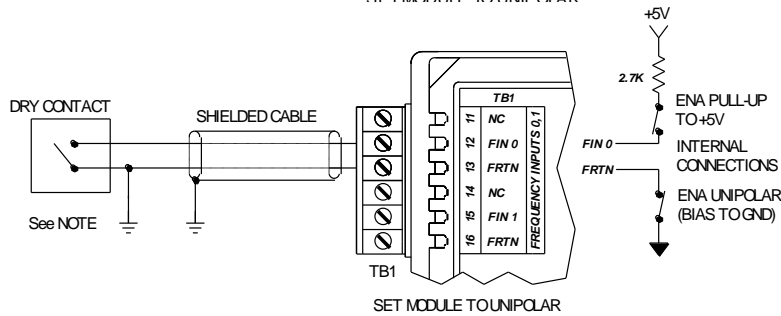 +5V
2.7K
ENA PULL-UP
TO +5V
INTERNAL
CONNECTIONS
FIN 0
FRTN
ENA UNIPOLAR
(BIAS TO GND)
DRY CONTACT
See NOTE
SHIELDED CABLE
TB1
11 NC
12 FIN 0
13 FRTN
14 NC
15 FIN 1
16 FRTN
FREQUENCY INPUTS 0,1
TB1
SET MODULE TO UNIPOLAR